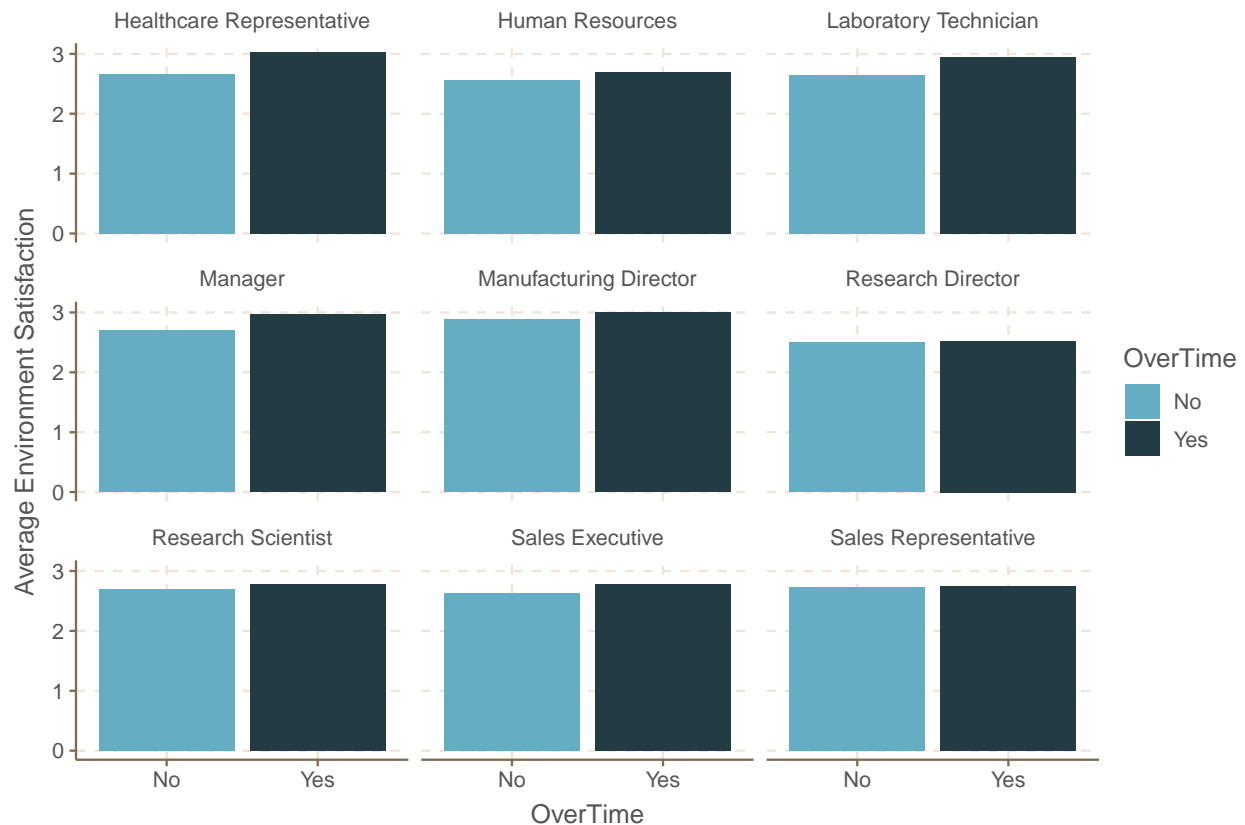 Healthcare Representative
Human Resources
Laboratory Technician
3
2
1
0
Manager
Manufacturing Director
Research Director
3
2
1
0
Research Scientist
Sales Executive
Sales Representative
3
2
1
0
No
Yes
No
Yes
No
Yes
OverTime
Average Environment Satisfaction
OverTime
No
Yes